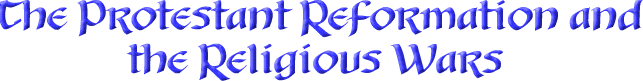 The Protestant Reformation and
the Religious Wars